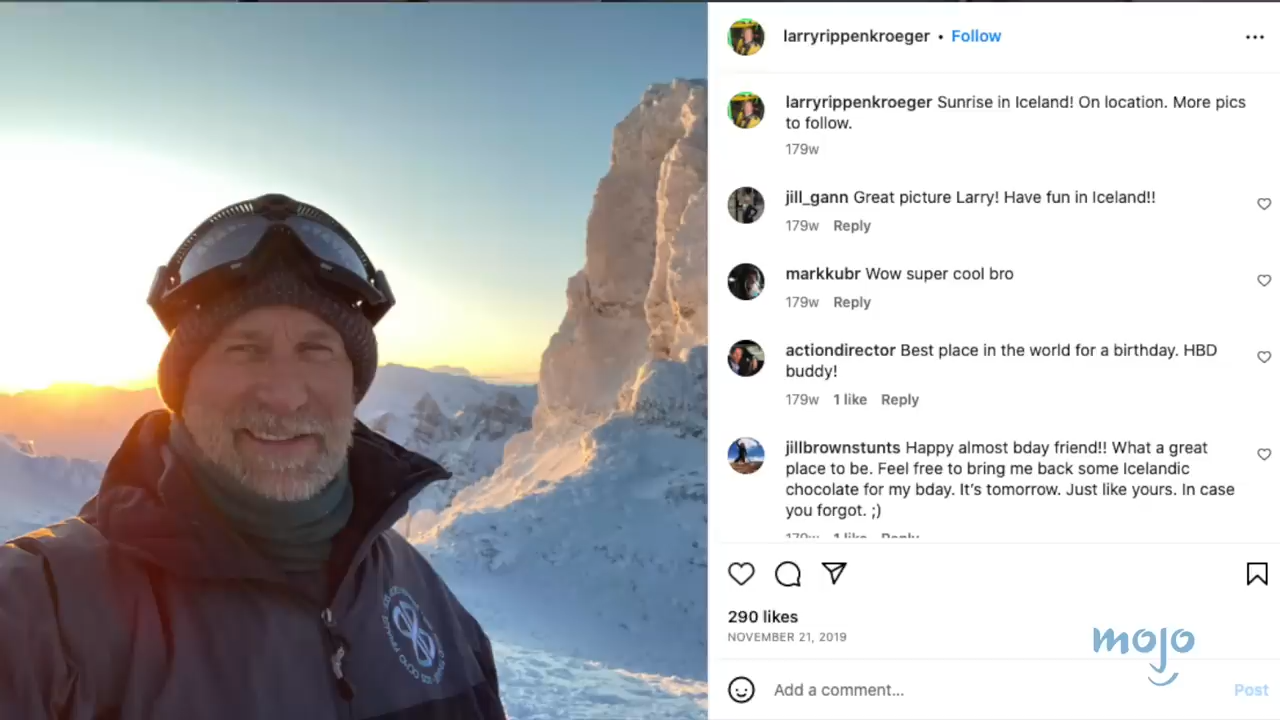 larryrippenkroeger • Follow
larryrippenkroeger Sunrise in Iceland! On location. More pics
to follow.
179w
jill_gann Great picture Larry! Have fun in Iceland!!
179w Reply
markkubr Wow super cool bro
179w Reply
actiondirector Best place in the world for a birthday. HBD
buddy!
179w 1 like Reply
jillbrownstunts Happy almost bday friend!! What a great
place to be. Feel free to bring me back some Icelandic
chocolate for my bday. It’s tomorrow. Just like yours. In case
you forgot. ;)
179w 1 like Reply
290 likes
NOVEMBER 21, 2019
mojo
Add a comment...
Post